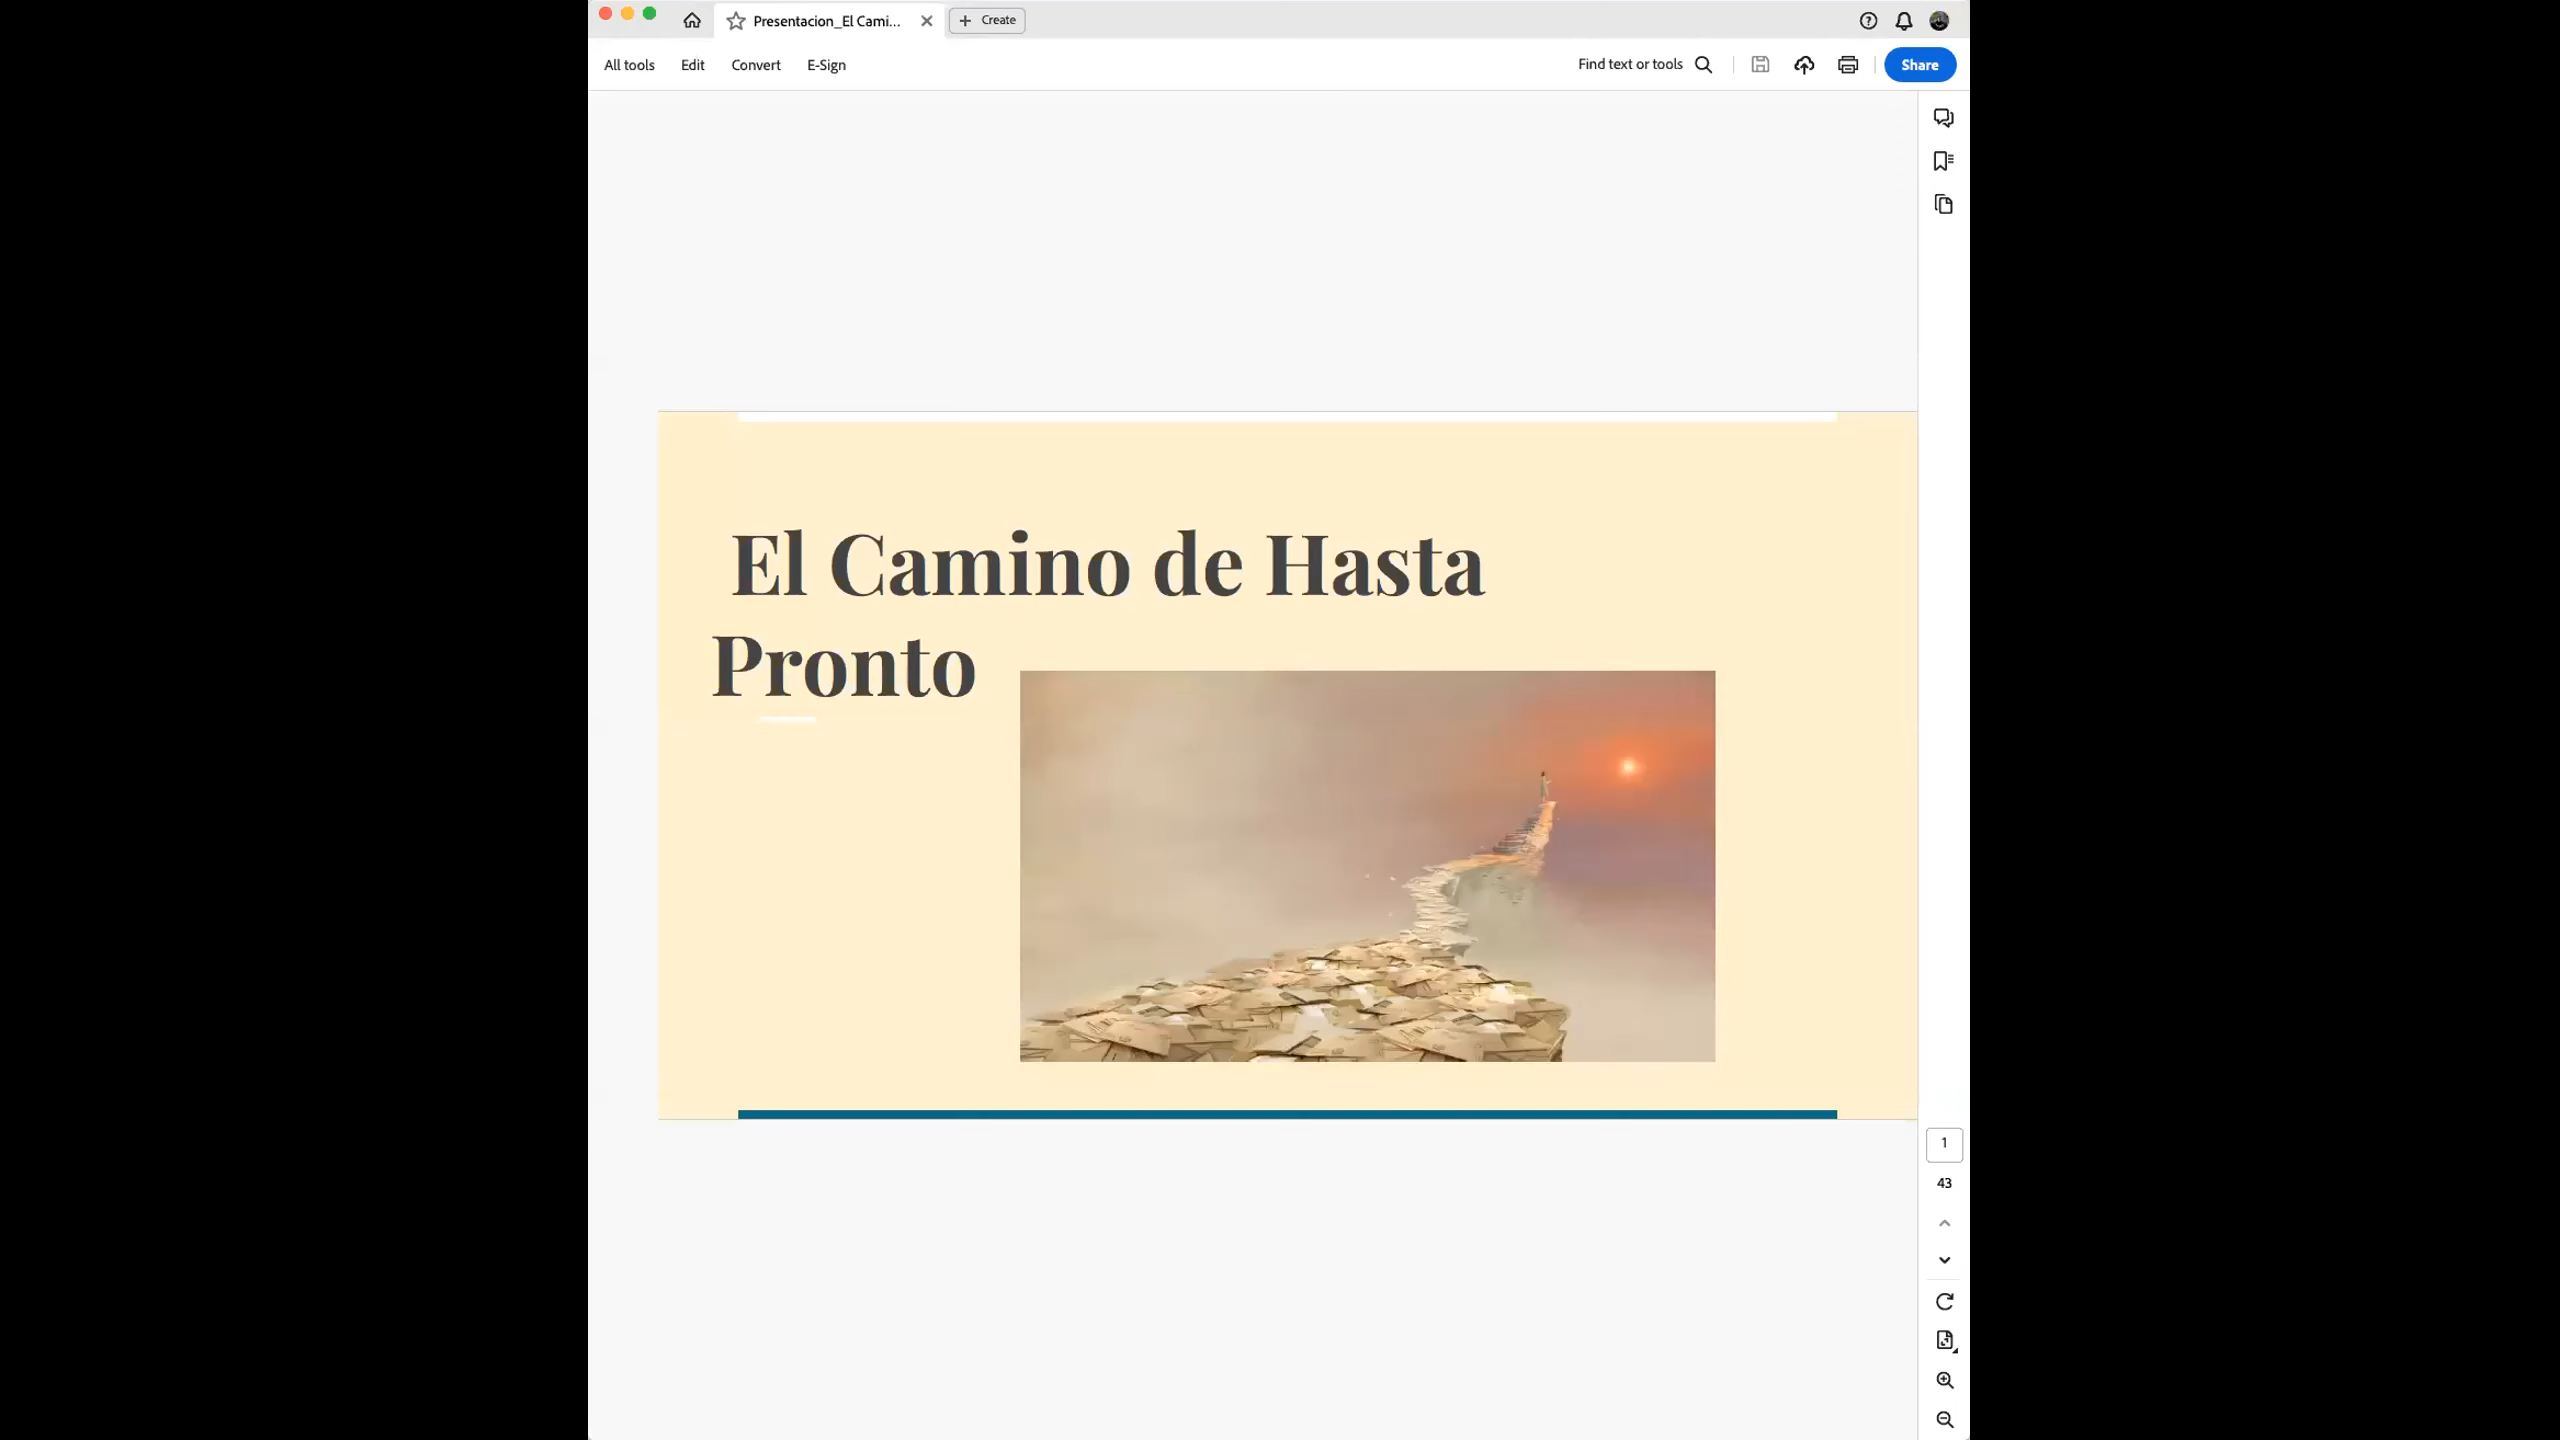 Presentacion_El Cami...
Create
All tools
Edit
Convert
E-Sign
Find text or tools
Share
El Camino de Hasta
Pronto
1
43